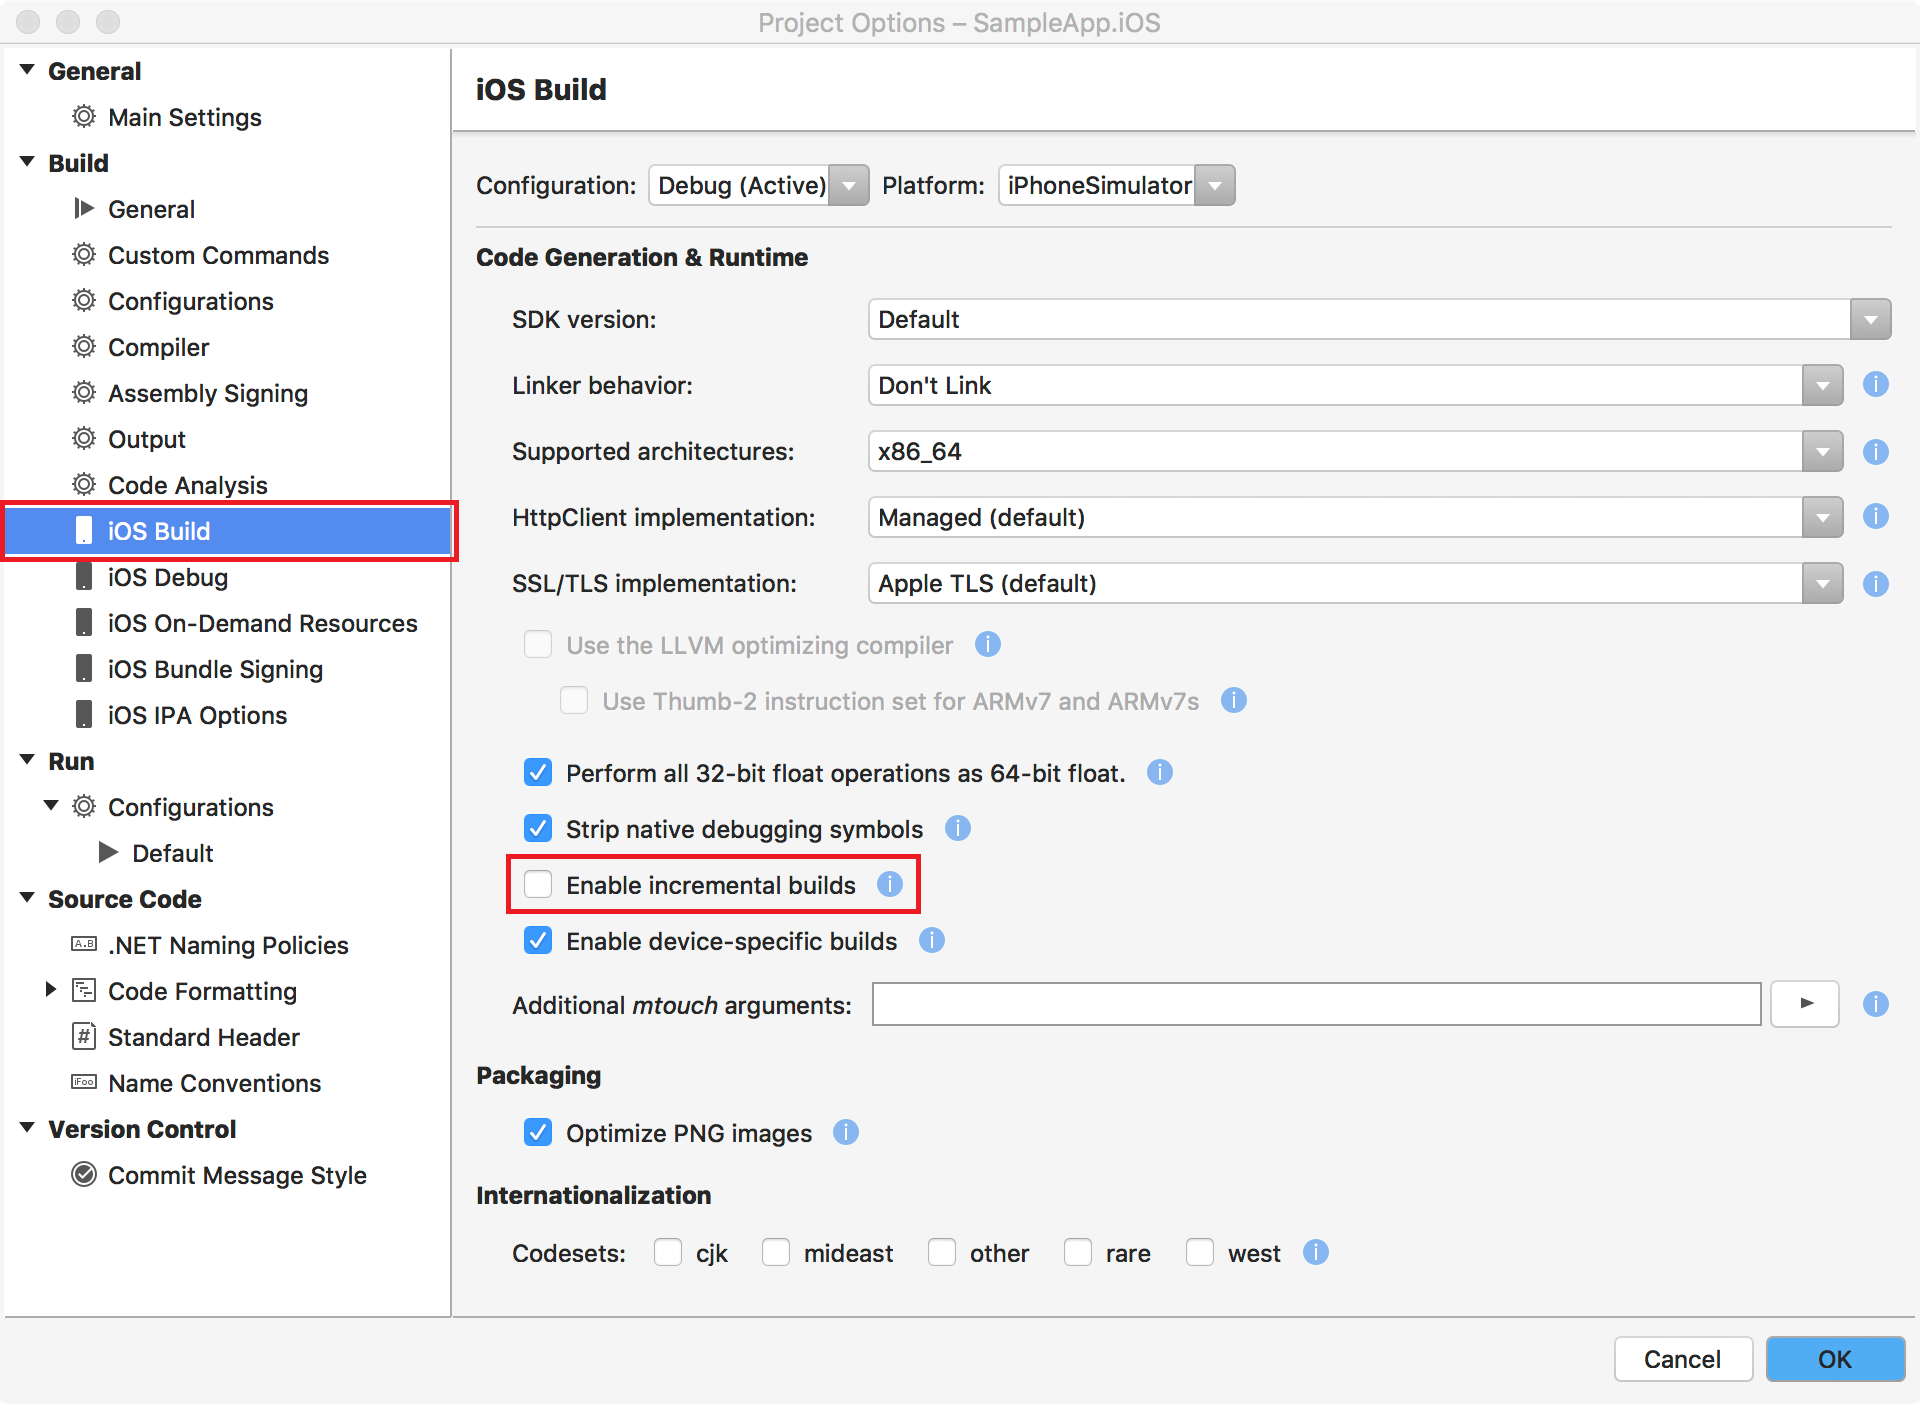 Project Options – SampleApp.iOS
General
Main Settings
Build
General
Custom Commands
Configurations
Compiler
Assembly Signing
Output
Code Analysis
iOS Build
iOS Debug
iOS On-Demand Resources
iOS Bundle Signing
iOS IPA Options
Run
Configurations
Default
Source Code
A.B .NET Naming Policies
Code Formatting
# Standard Header
iFoo Name Conventions
Version Control
Commit Message Style
iOS Build
Configuration: Debug (Active) Platform: iPhoneSimulator
Code Generation & Runtime
SDK version: Default
Linker behavior: Don't Link
Supported architectures: x86_64
HttpClient implementation: Managed (default)
SSL/TLS implementation: Apple TLS (default)
Use the LLVM optimizing compiler
Use Thumb-2 instruction set for ARMv7 and ARMv7s
Perform all 32-bit float operations as 64-bit float.
Strip native debugging symbols
Enable incremental builds
Enable device-specific builds
Additional mtouch arguments:
Packaging
Optimize PNG images
Internationalization
Codesets: cjk mideast other rare west
Cancel OK